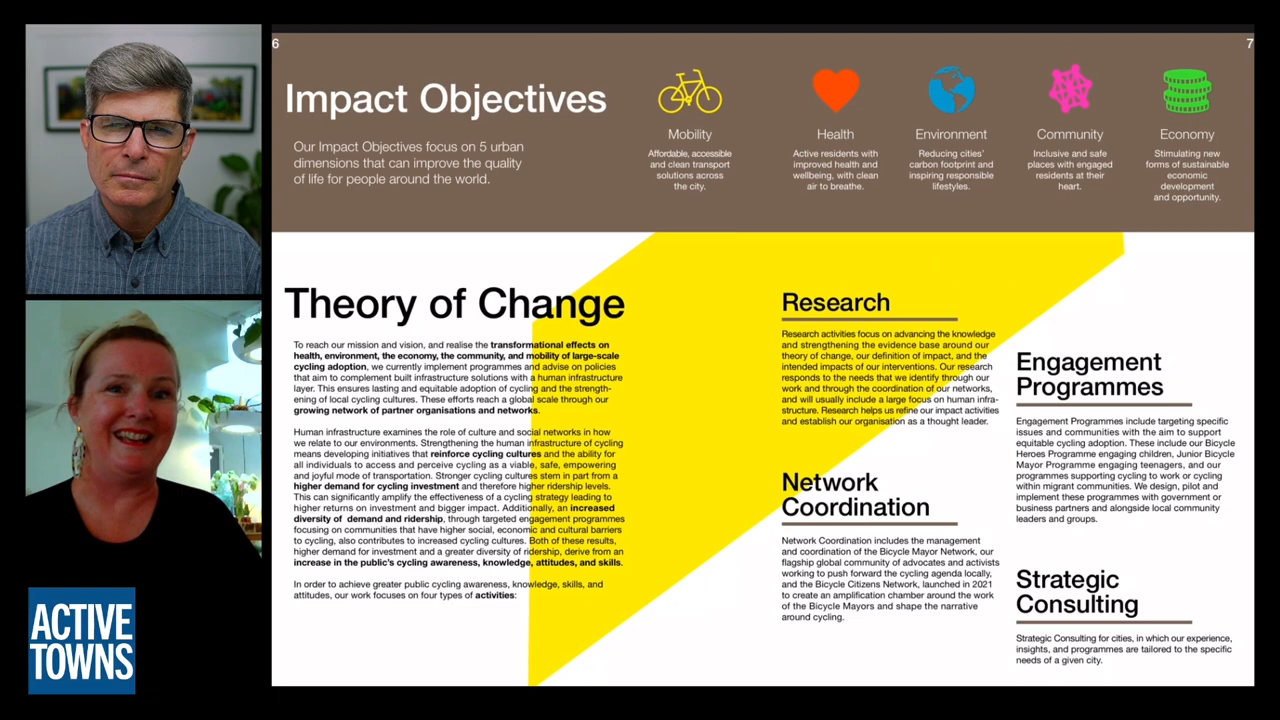 6
7
Impact Objectives
Our Impact Objectives focus on 5 urban
dimensions that can improve the quality
of life for people around the world.
Mobility
Affordable, accessible
and clean transport
solutions across
the city.
Health
Active residents with
improved health and
wellbeing, with clean
air to breathe.
Environment
Reducing cities'
carbon footprint and
inspiring responsible
lifestyles.
Community
Inclusive and safe
places with engaged
residents at their
heart.
Economy
Stimulating new
forms of sustainable
economic
development
and opportunity.
Theory of Change
To reach our mission and vision, and realise the transformational effects on
health, environment, the economy, the community, and mobility of large-scale
cycling adoption, we currently implement programmes and advise on policies
that aim to complement built infrastructure solutions with a human infrastructure
layer. This ensures lasting and equitable adoption of cycling and the strength-
ening of local cycling cultures. These efforts reach a global scale through our
growing network of partner organisations and networks.
Human infrastructure examines the role of culture and social networks in how
we relate to our environments. Strengthening the human infrastructure of cycling
means developing initiatives that reinforce cycling cultures and the ability for
all individuals to access and perceive cycling as a viable, safe, empowering
and joyful mode of transportation. Stronger cycling cultures stem in part from a
higher demand for cycling investment and therefore higher ridership levels.
This can significantly amplify the effectiveness of a cycling strategy leading to
higher returns on investment and bigger impact. Additionally, an increased
diversity of demand and ridership, through targeted engagement programmes
focusing on communities that have higher social, economic and cultural barriers
to cycling, also contributes to increased cycling cultures. Both of these results,
higher demand for investment and a greater diversity of ridership, derive from an
increase in the public's cycling awareness, knowledge, attitudes, and skills.
In order to achieve greater public cycling awareness, knowledge, skills, and
attitudes, our work focuses on four types of activities:
Research
Research activities focus on advancing the knowledge
and strengthening the evidence base around our
theory of change, our definition of impact, and the
intended impacts of our interventions. Our research
responds to the needs that we identify through our
work and through the coordination of our networks,
and will usually include a large focus on human infra-
structure. Research helps us refine our impact activities
and establish our organisation as a thought leader.
Network
Coordination
Network Coordination includes the management
and coordination of the Bicycle Mayor Network, our
flagship global community of advocates and activists
working to push forward the cycling agenda locally,
and the Bicycle Citizens Network, launched in 2021
to create an amplification chamber around the work
of the Bicycle Mayors and shape the narrative
around cycling.
Engagement
Programmes
Engagement Programmes include targeting specific
issues and communities with the aim to support
equitable cycling adoption. These include our Bicycle
Heroes Programme engaging children, Junior Bicycle
Mayor Programme engaging teenagers, and our
programmes supporting cycling to work or cycling
within migrant communities. We design, pilot and
implement these programmes with government or
business partners and alongside local community
leaders and groups.
Strategic
Consulting
Strategic Consulting for cities, in which our experience,
insights, and programmes are tailored to the specific
needs of a given city.
ACTIVE
TOWNS